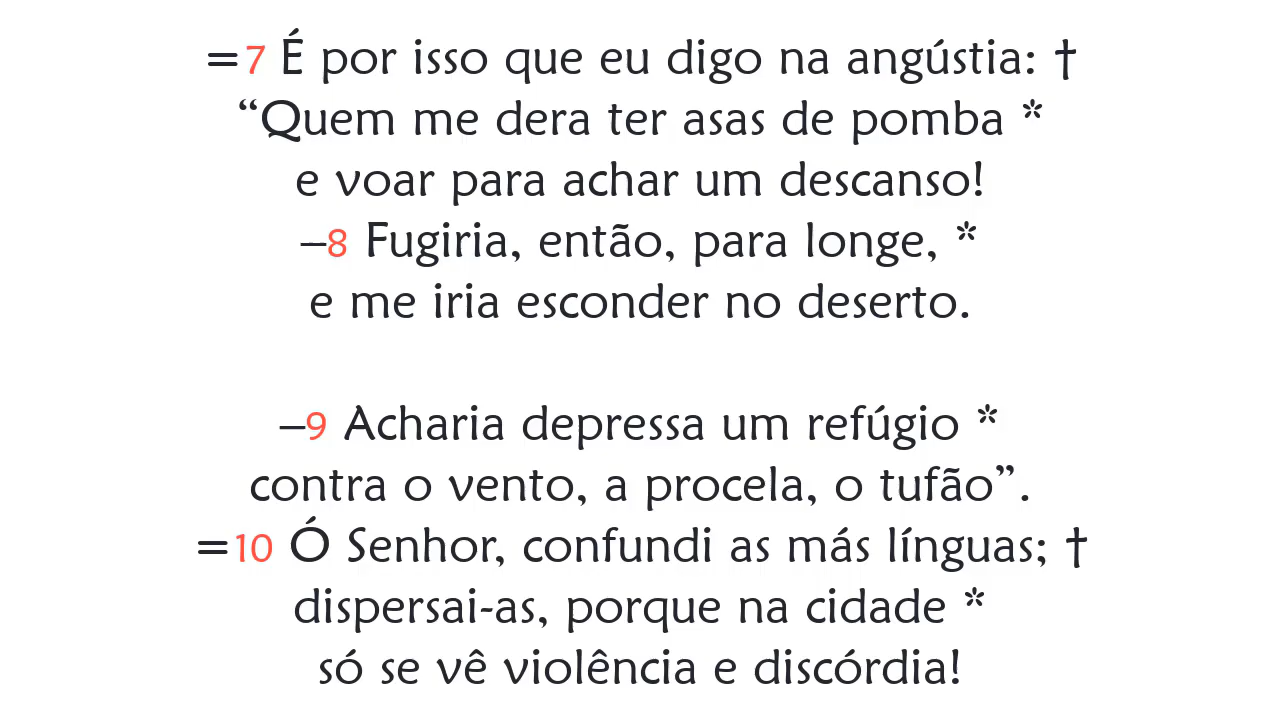 =7 É por isso que eu digo na angústia: †
“Quem me dera ter asas de pomba *
e voar para achar um descanso!
–8 Fugiria, então, para longe, *
e me iria esconder no deserto.
–9 Acharia depressa um refúgio *
contra o vento, a procela, o tufão”.
=10 Ó Senhor, confundi as más línguas; †
dispersai-as, porque na cidade *
só se vê violência e discórdia!